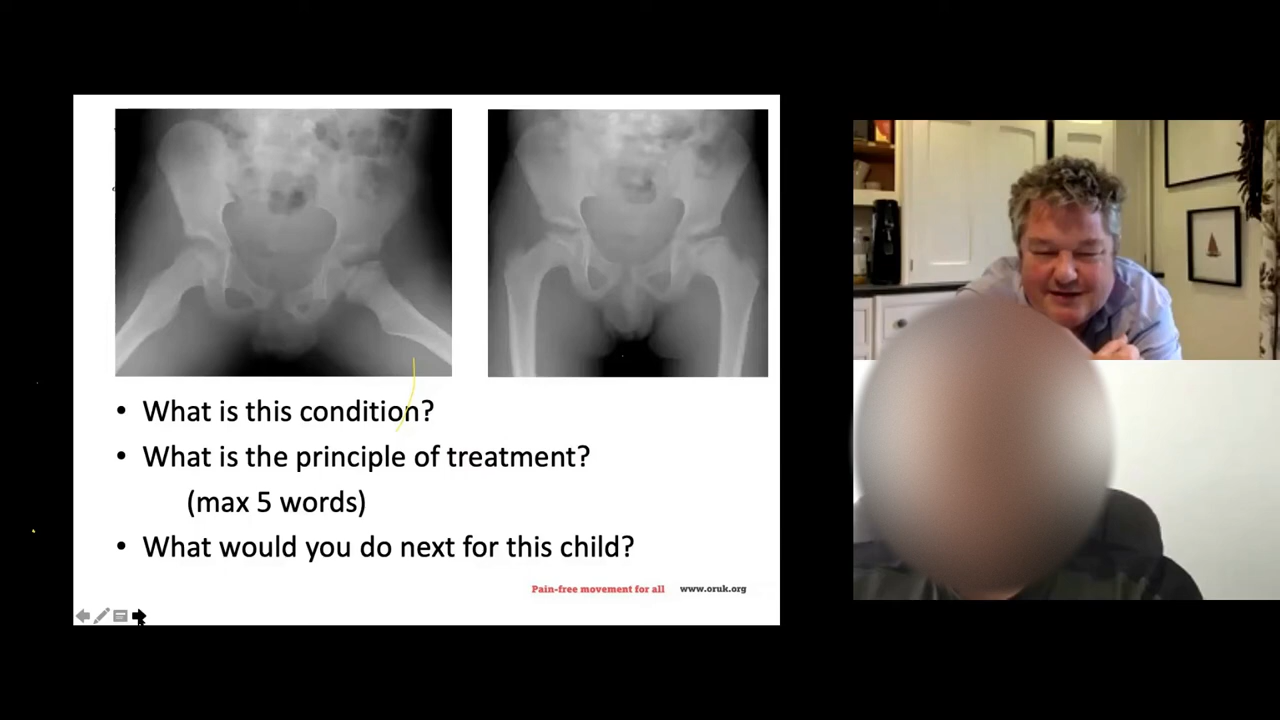 • What is this condition?
• What is the principle of treatment?
(max 5 words)
• What would you do next for this child?
Pain-free movement for all www.oruk.org